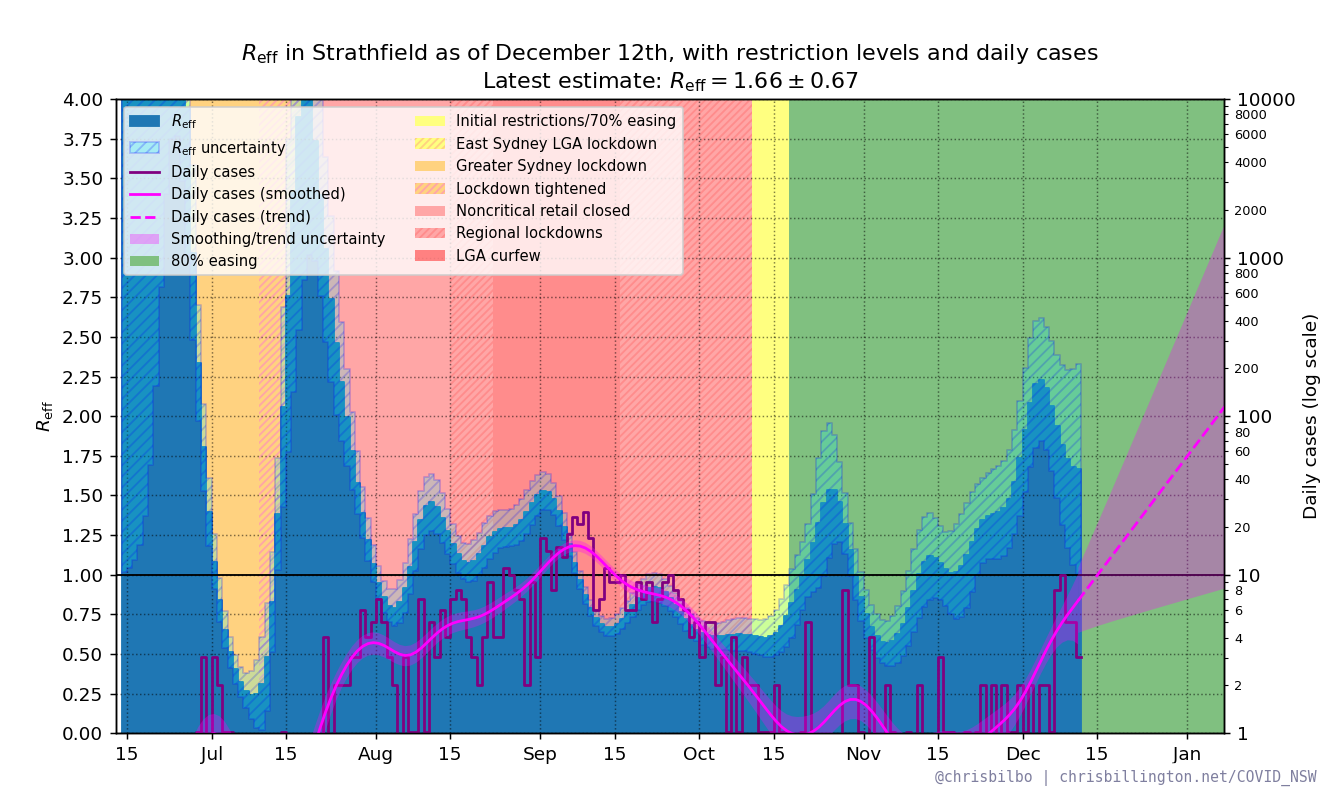 Reff in Strathfield as of December 12th, with restriction levels and daily cases
Latest estimate: Reff = 1.66 ± 0.67
Reff
Reff uncertainty
Daily cases
Daily cases (smoothed)
Daily cases (trend)
Smoothing/trend uncertainty
80% easing
Initial restrictions/70% easing
East Sydney LGA lockdown
Greater Sydney lockdown
Lockdown tightened
Noncritical retail closed
Regional lockdowns
LGA curfew
Reff
4.00
3.75
3.50
3.25
3.00
2.75
2.50
2.25
2.00
1.75
1.50
1.25
1.00
0.75
0.50
0.25
0.00
15
Jul
15
Aug
15
Sep
15
Oct
15
Nov
15
Dec
15
Jan
10000
8000
6000
4000
2000
1000
800
600
400
200
100
80
60
40
20
10
8
6
4
2
1
Daily cases (log scale)
@chrisbilbo | chrisbillington.net/COVID_NSW